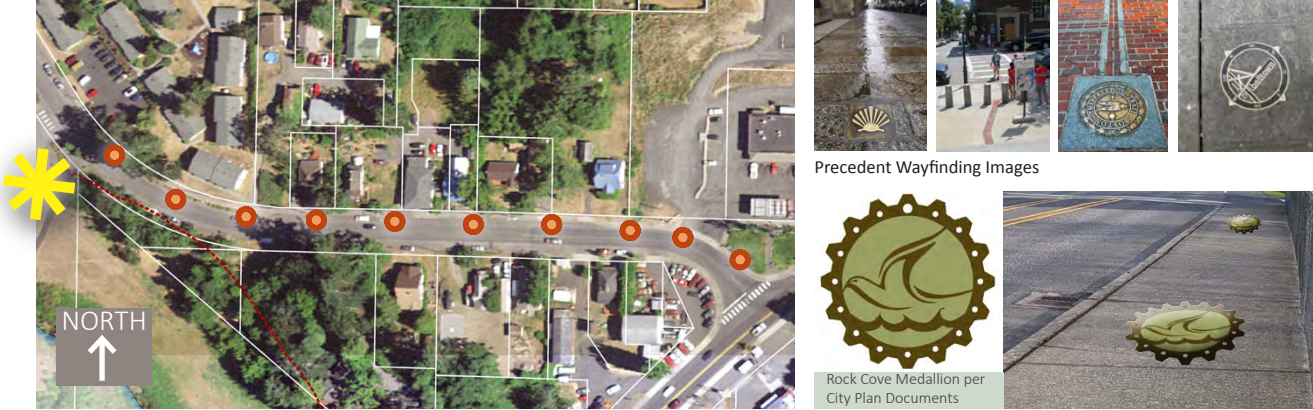 NORTH
Precedent Wayfinding Images
Rock Cove Medallion per
City Plan Documents